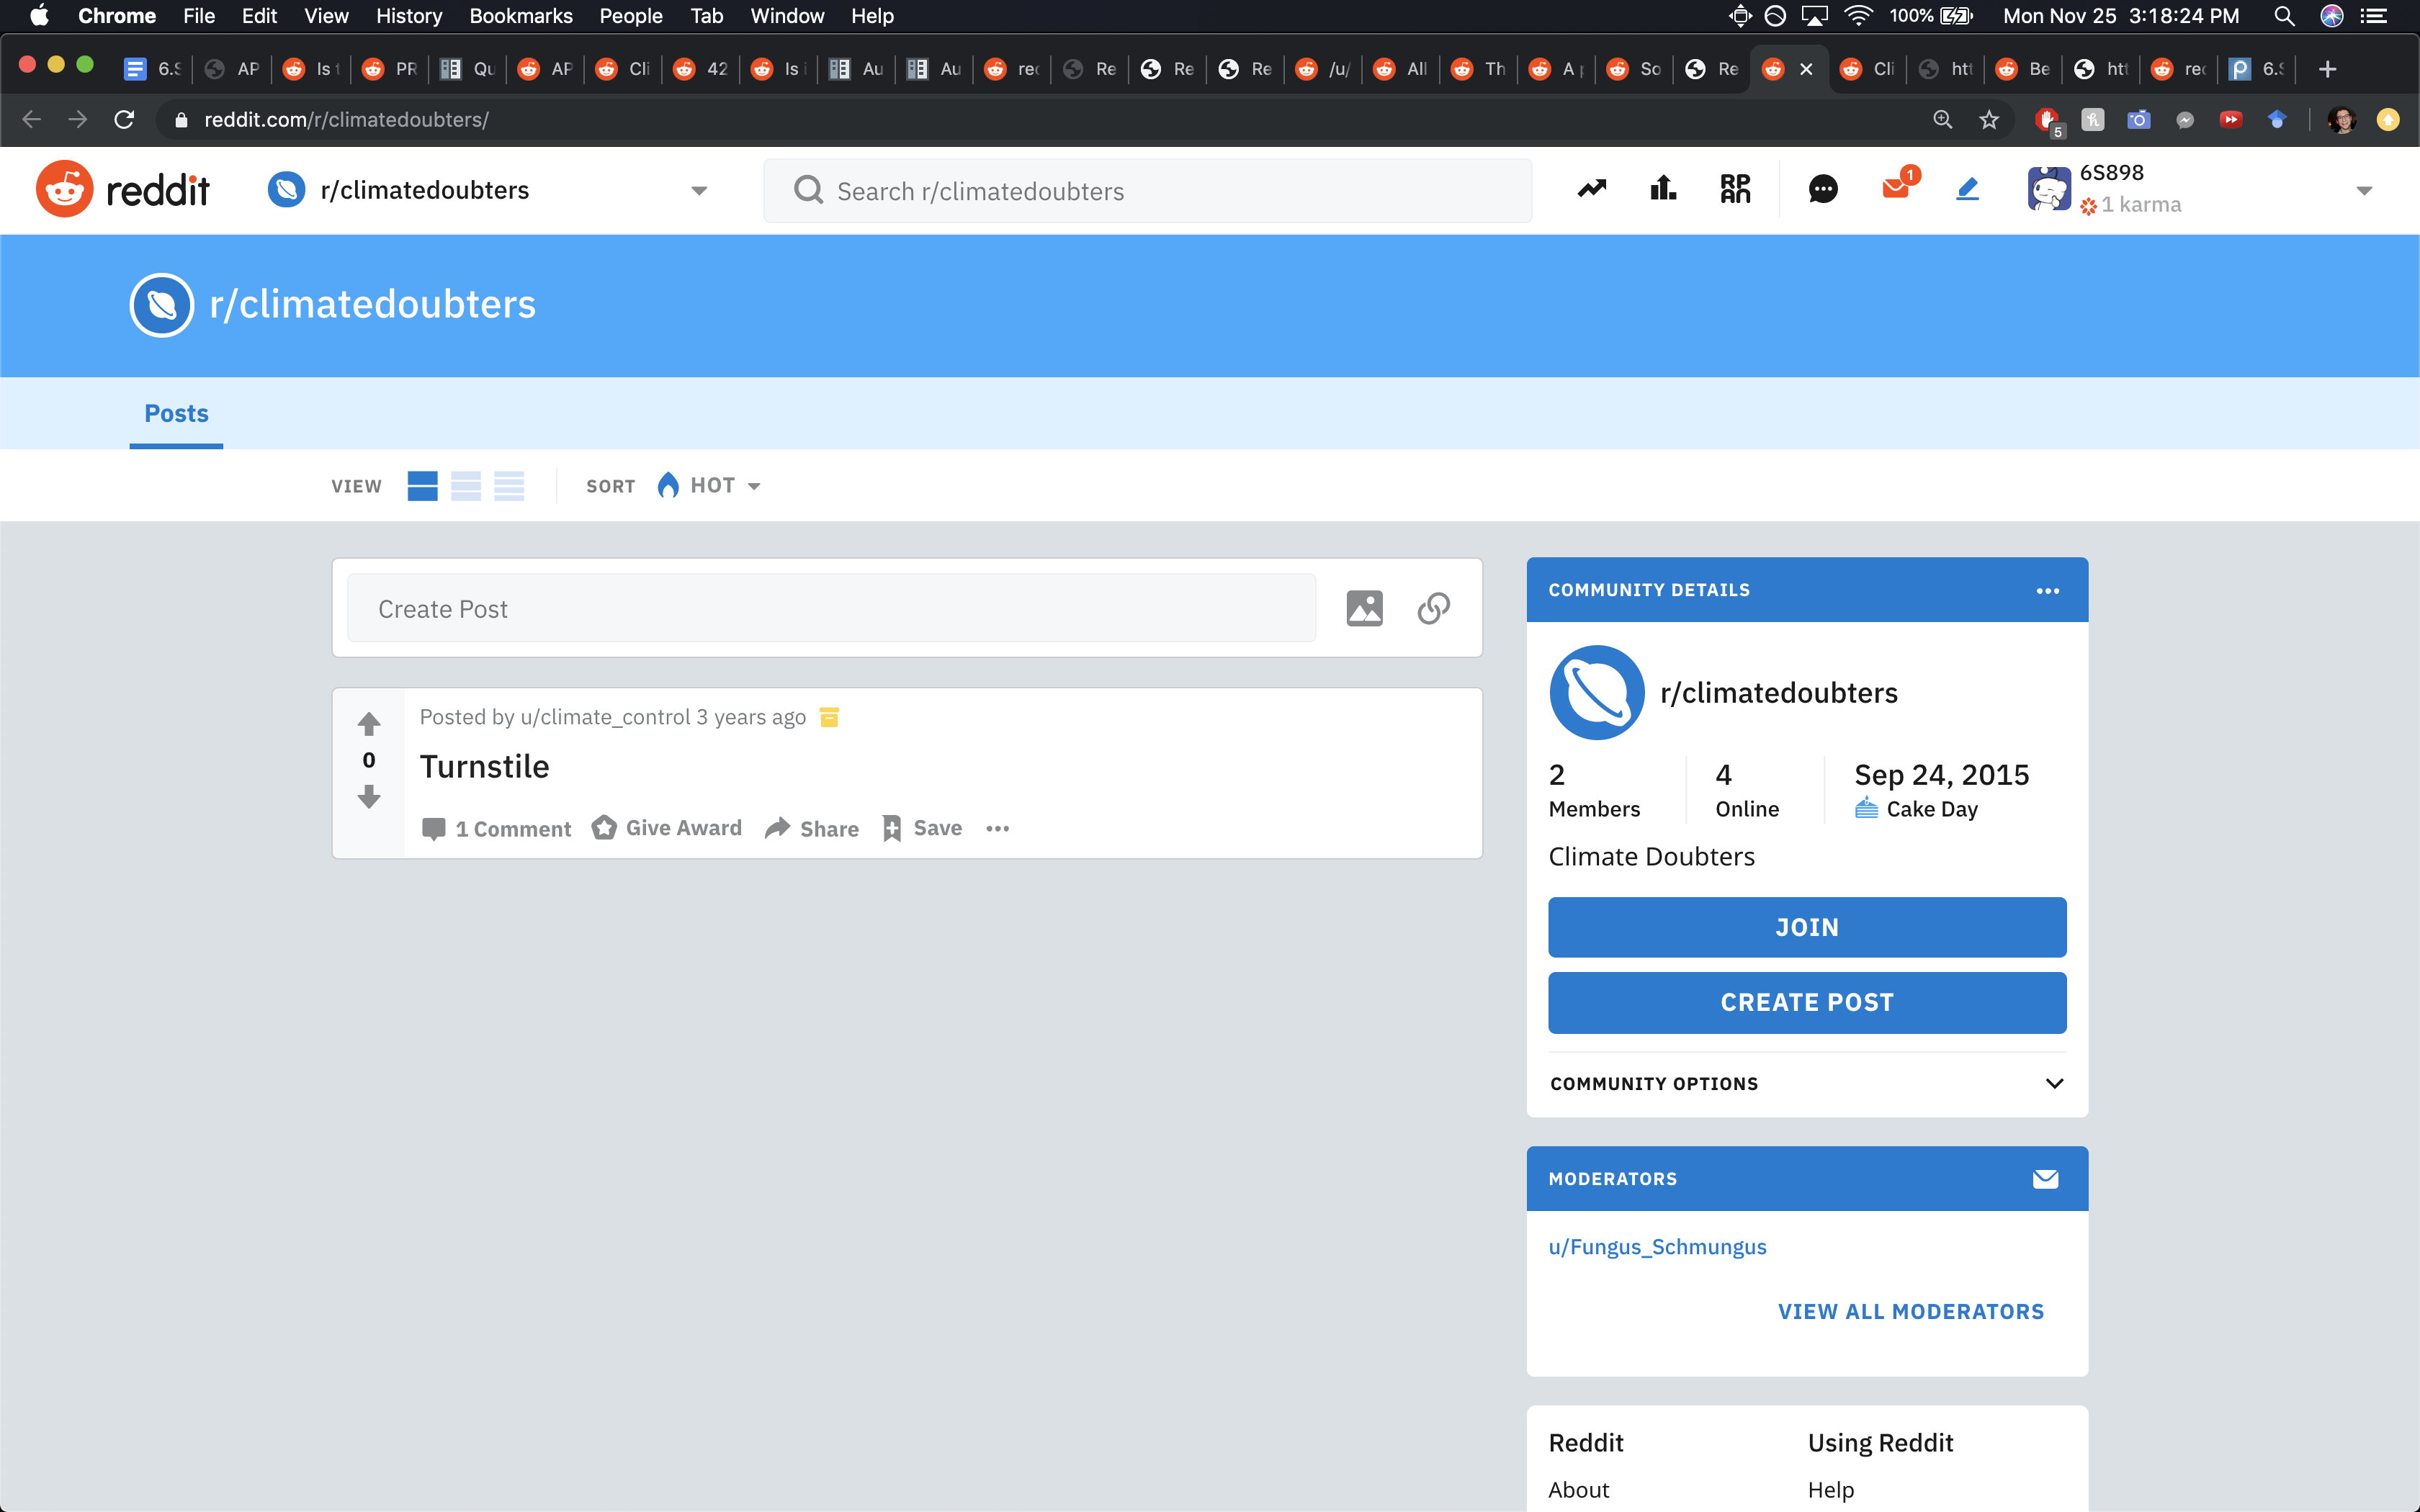 Chrome File Edit View History Bookmarks People Tab Window Help 100% Mon Nov 25 3:18:24 PM
6.S AP Is t PR Qu AP Cli 42 Is i Au Au rec Re Re Re /u/ All Th A So Re Cli htt Be htt rec 6.S
reddit.com/r/climatedoubters/ 5
reddit r/climatedoubters Search r/climatedoubters RPAN 1 6S898
1 karma
r/climatedoubters
Posts
VIEW SORT HOT
Create Post
Posted by u/climate_control 3 years ago
0
Turnstile
1 Comment Give Award Share Save
COMMUNITY DETAILS
r/climatedoubters
2 4 Sep 24, 2015
Members Online Cake Day
Climate Doubters
JOIN
CREATE POST
COMMUNITY OPTIONS
MODERATORS
u/Fungus_Schmungus
VIEW ALL MODERATORS
Reddit Using Reddit
About Help